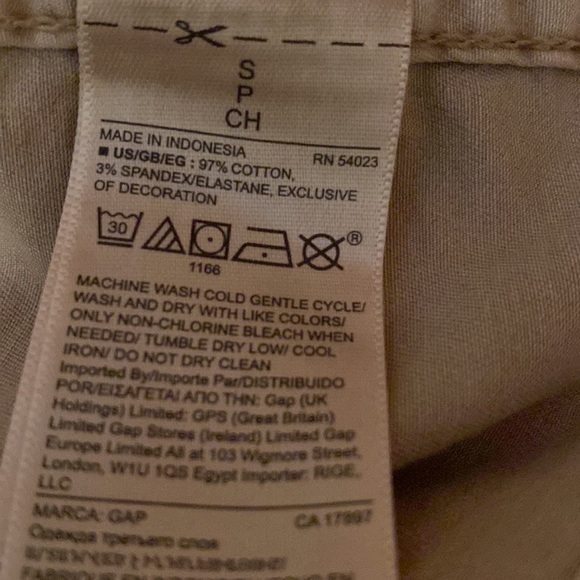 S
P
CH
MADE IN INDONESIA RN 54023
■ US/GB/EG : 97% COTTON,
3% SPANDEX/ELASTANE, EXCLUSIVE
OF DECORATION
30 ®
1166
MACHINE WASH COLD GENTLE CYCLE/
WASH AND DRY WITH LIKE COLORS/
ONLY NON-CHLORINE BLEACH WHEN
NEEDED/ TUMBLE DRY LOW/ COOL
IRON/ DO NOT DRY CLEAN
Imported By/Importe Par/DISTRIBUIDO
POR/ΕΙΣΑΓΕΤΑΙ ΑΠΟ ΤΗΝ: Gap (UK
Holdings) Limited: GPS (Great Britain)
Limited Gap Stores (Ireland) Limited Gap
Europe Limited All at 103 Wigmore Street,
London, W1U 1QS Egypt Importer: RIGE,
LLC
MARCA: GAP CA 17897
Одежда третьего слоя